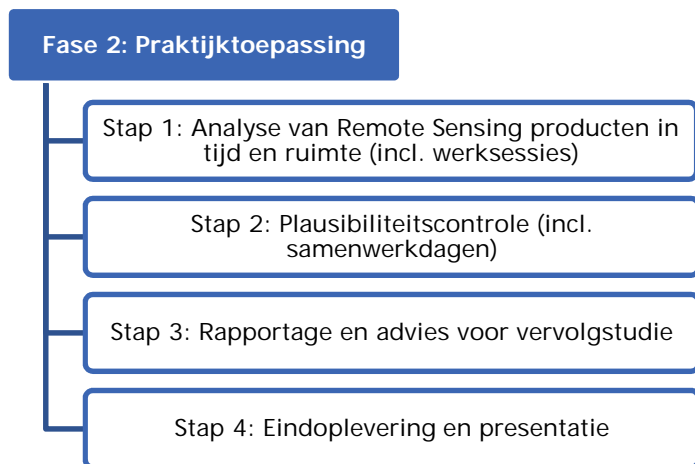 Fase 2: Praktijktoepassing
Stap 1: Analyse van Remote Sensing producten in
tijd en ruimte (incl. werksessies)
Stap 2: Plausibiliteitscontrole (incl.
samenwerkdagen)
Stap 3: Rapportage en advies voor vervolgstudie
Stap 4: Eindoplevering en presentatie